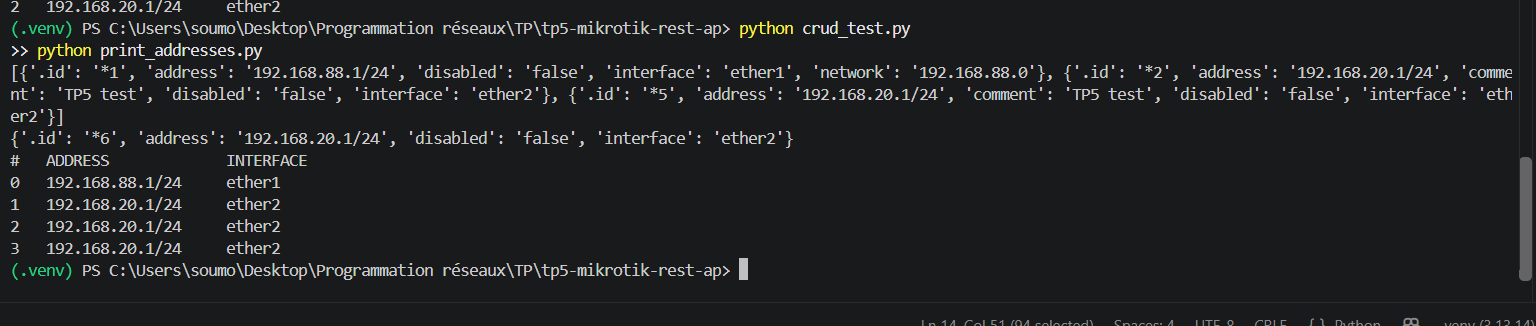 2   192.168.20.1/24     ether2
(.venv) PS C:\Users\soumo\Desktop\Programmation réseaux\TP\tp5-mikrotik-rest-ap> python crud_test.py
>> python print_addresses.py
[{'.id': '*1', 'address': '192.168.88.1/24', 'disabled': 'false', 'interface': 'ether1', 'network': '192.168.88.0'}, {'.id': '*2', 'address': '192.168.20.1/24', 'comme
nt': 'TP5 test', 'disabled': 'false', 'interface': 'ether2'}, {'.id': '*5', 'address': '192.168.20.1/24', 'comment': 'TP5 test', 'disabled': 'false', 'interface': 'eth
er2'}]
{'.id': '*6', 'address': '192.168.20.1/24', 'disabled': 'false', 'interface': 'ether2'}
#   ADDRESS             INTERFACE
0   192.168.88.1/24     ether1
1   192.168.20.1/24     ether2
2   192.168.20.1/24     ether2
3   192.168.20.1/24     ether2
(.venv) PS C:\Users\soumo\Desktop\Programmation réseaux\TP\tp5-mikrotik-rest-ap>
Ln 14, Col 51 (94 selected) Spaces: 4 UTF-8 CRLF { } Python .venv (3.13.14)